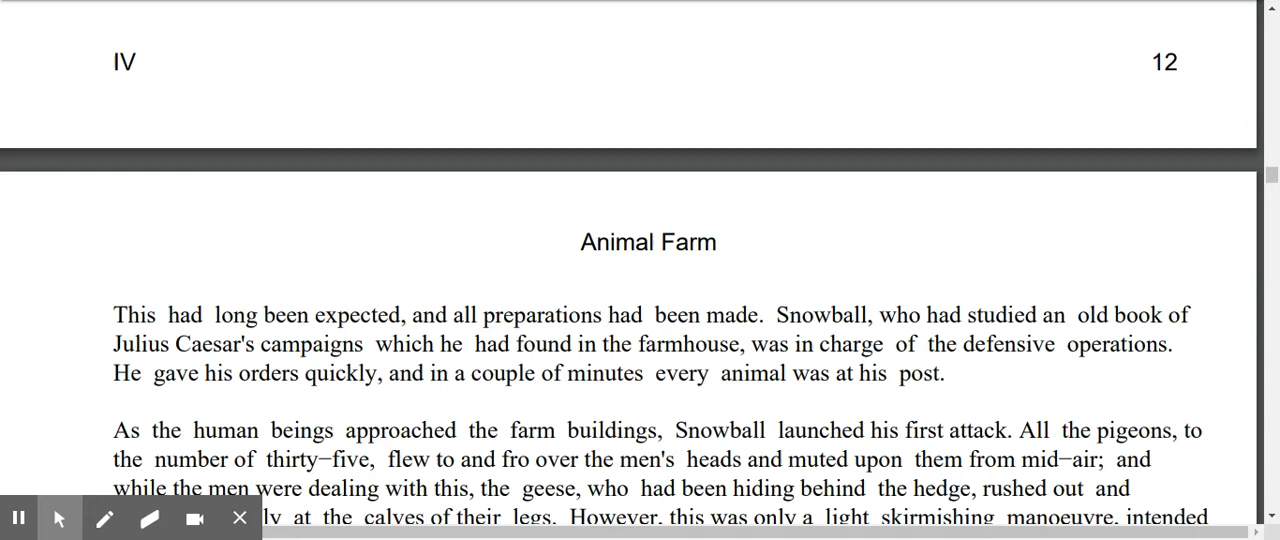 IV 12
Animal Farm
This had long been expected, and all preparations had been made. Snowball, who had studied an old book of
Julius Caesar's campaigns which he had found in the farmhouse, was in charge of the defensive operations.
He gave his orders quickly, and in a couple of minutes every animal was at his post.
As the human beings approached the farm buildings, Snowball launched his first attack. All the pigeons, to
the number of thirty−five, flew to and fro over the men's heads and muted upon them from mid−air; and
while the men were dealing with this, the geese, who had been hiding behind the hedge, rushed out and
at the calves of their legs. However, this was only a light skirmishing manoeuvre, intended